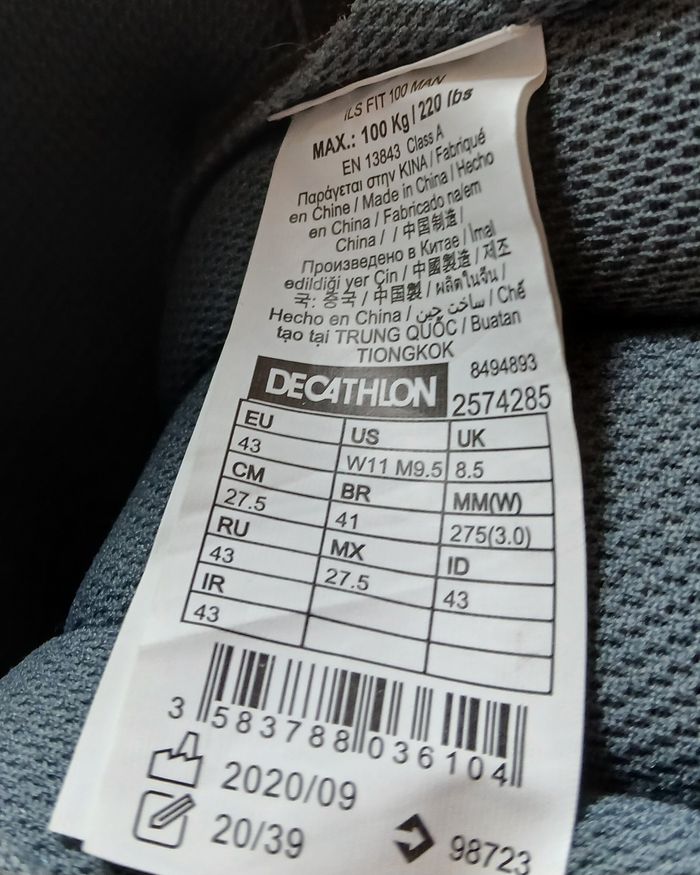 ILS FIT 100 MAN
MAX.: 100 Kg / 220 lbs
EN 13843 Class A
Παράγεται στην KINA / Fabriqué
en Chine / Made in China / Hecho
en China / Fabricado na/em
China / / 中国制造 /
Произведено в Китае / İmal
edildiği yer Çin / 中國製造 / 제조
국: 중국 / 中国製 / ผลิตในจีน /
Hecho en China / ساخت چین / Chế
tạo tại TRUNG QUỐC / Buatan
TIONGKOK
8494893
DECATHLON 2574285
EU US UK
43 W11 M9.5 8.5
CM BR MM(W)
27.5 41 275(3.0)
RU MX ID
43 27.5 43
IR
43
3 583788 036104
2020/09
20/39 98723